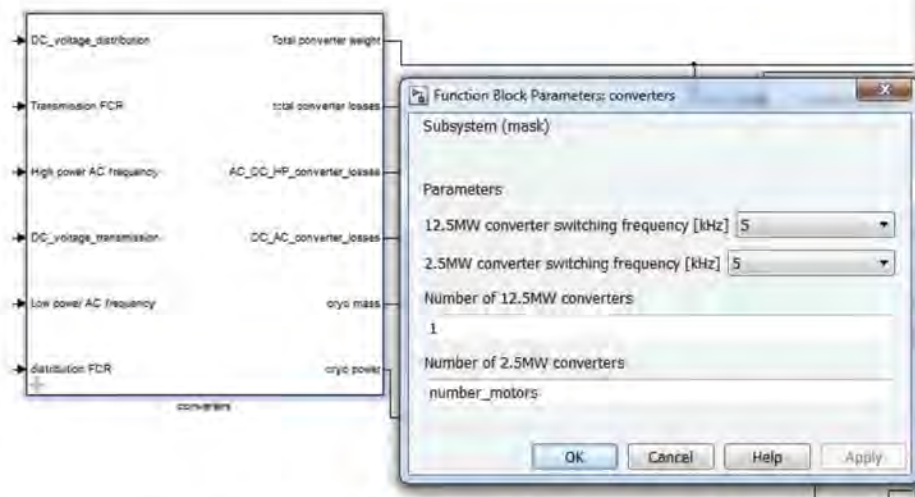 DC_voltage_distribution
Total converter weight
Transmission FCR
total converter losses
High power AC frequency
AC_DC_HP_converter_losses
DC_voltage_transmission
DC_AC_converter_losses
Low power AC frequency
cryo mass
distribution FCR
cryo power
converters
Function Block Parameters: converters
Subsystem (mask)
Parameters
12.5MW converter switching frequency [kHz] 5
2.5MW converter switching frequency [kHz] 5
Number of 12.5MW converters
1
Number of 2.5MW converters
number_motors
OK Cancel Help Apply